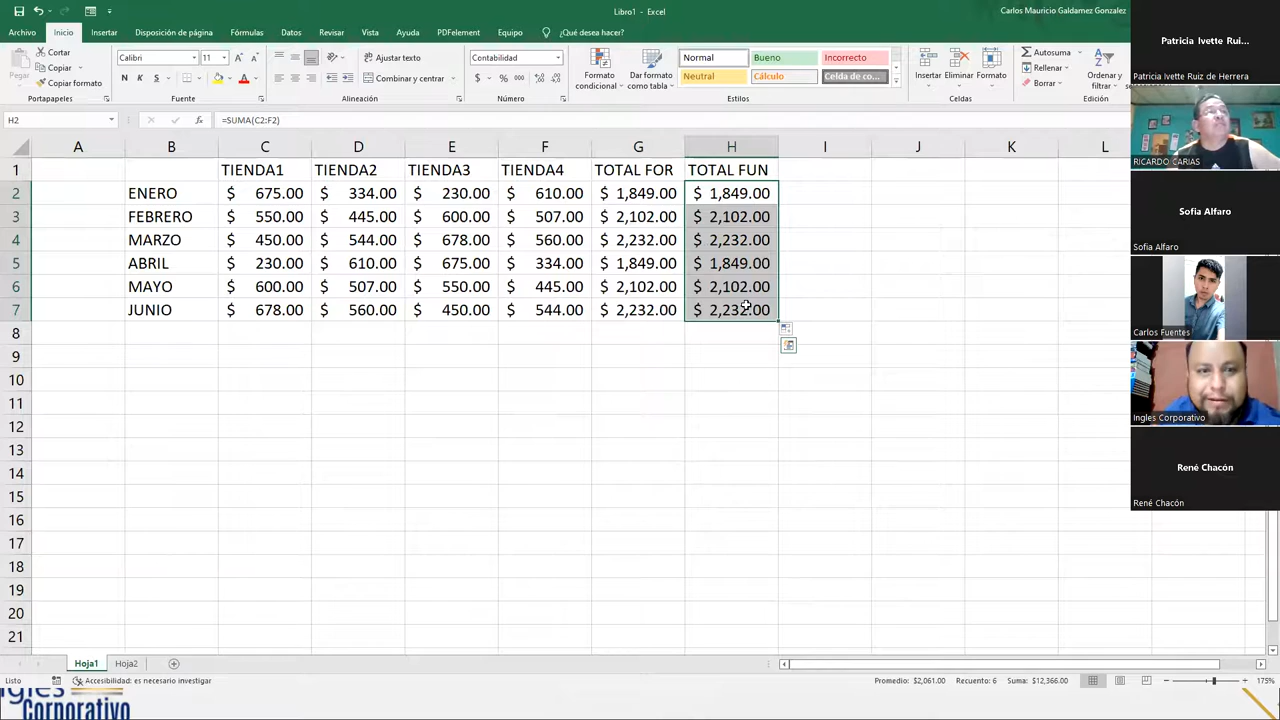 Libro1 - Excel
Carlos Mauricio Galdamez Gonzalez
Archivo Inicio Insertar Disposición de página Fórmulas Datos Revisar Vista Ayuda PDFelement Equipo ¿Qué desea hacer?
Pegar
Cortar
Copiar
Copiar formato
Portapapeles
Calibri 11
N K S
Fuente
Ajustar texto
Combinar y centrar
Alineación
Contabilidad
$ % 000
Número
Formato condicional
Dar formato como tabla
Normal Bueno Incorrecto
Neutral Cálculo Celda de co...
Estilos
Insertar Eliminar Formato
Celdas
Autosuma
Rellenar
Borrar
Ordenar y filtrar
Edición
H2 =SUMA(C2:F2)
A B C D E F G H I J K L
1 TIENDA1 TIENDA2 TIENDA3 TIENDA4 TOTAL FOR TOTAL FUN
2 ENERO $ 675.00 $ 334.00 $ 230.00 $ 610.00 $ 1,849.00 $ 1,849.00
3 FEBRERO $ 550.00 $ 445.00 $ 600.00 $ 507.00 $ 2,102.00 $ 2,102.00
4 MARZO $ 450.00 $ 544.00 $ 678.00 $ 560.00 $ 2,232.00 $ 2,232.00
5 ABRIL $ 230.00 $ 610.00 $ 675.00 $ 334.00 $ 1,849.00 $ 1,849.00
6 MAYO $ 600.00 $ 507.00 $ 550.00 $ 445.00 $ 2,102.00 $ 2,102.00
7 JUNIO $ 678.00 $ 560.00 $ 450.00 $ 544.00 $ 2,232.00 $ 2,232.00
8
9
10
11
12
13
14
15
16
17
18
19
20
21
Hoja1 Hoja2
Listo Accesibilidad: es necesario investigar Promedio: $2,061.00 Recuento: 6 Suma: $12,366.00 175%
Ingles
Corporativo
Patricia Ivette Rui...
Patricia Ivette Ruiz de Herrera
RICARDO CARIAS
Sofia Alfaro
Sofia Alfaro
Carlos Fuentes
Ingles Corporativo
René Chacón
René Chacón